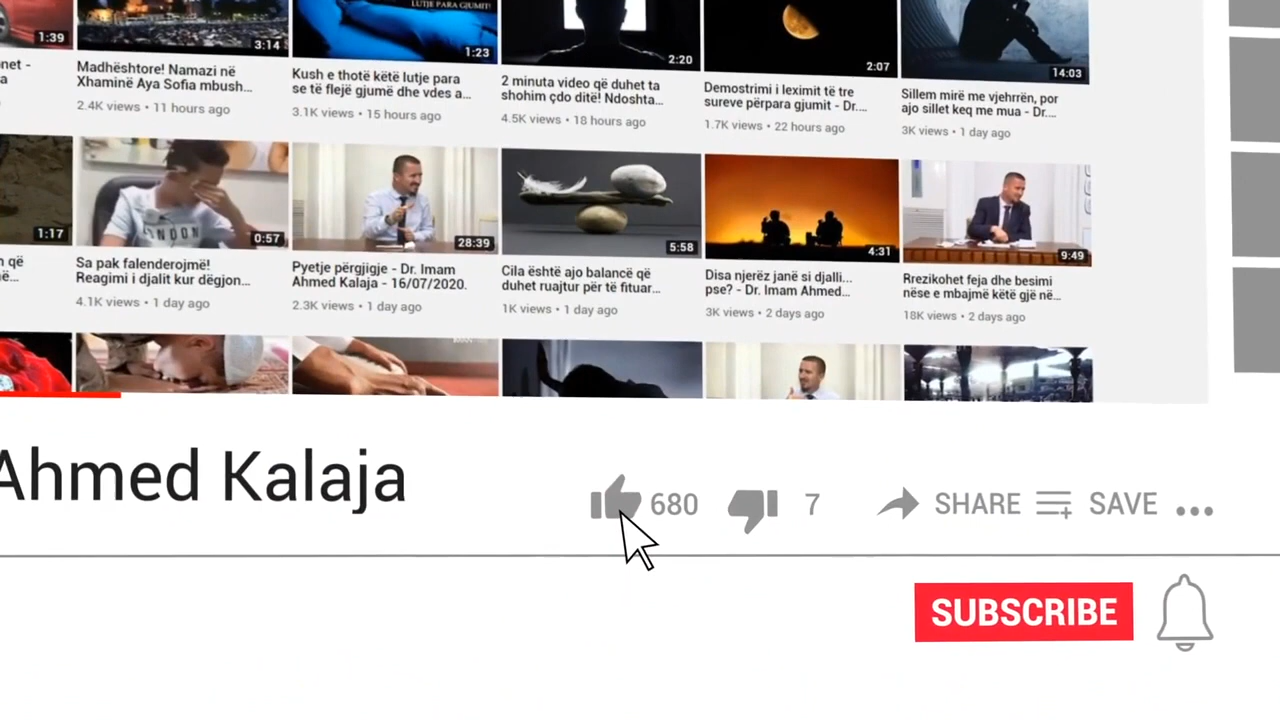 LUTJE PARA GJUMIT!
1:39
3:14
1:23
2:20
2:07
14:03
net -
a
Madhështore! Namazi në
Xhaminë Aya Sofia mbush...
2.4K views • 11 hours ago
Kush e thotë këtë lutje para
se të flejë gjumë dhe vdes a...
3.1K views • 15 hours ago
2 minuta video që duhet ta
shohim çdo ditë! Ndoshta...
4.5K views • 18 hours ago
Demostrimi i leximit të tre
sureve përpara gjumit - Dr....
1.7K views • 22 hours ago
Sillem mirë me vjehrrën, por
ajo sillet keq me mua - Dr....
3K views • 1 day ago
1:17
LONDON
0:57
28:39
5:58
4:31
9:49
që
ë...
Sa pak falenderojmë!
Reagimi i djalit kur dëgjon...
4.1K views • 1 day ago
Pyetje përgjigje - Dr. Imam
Ahmed Kalaja - 16/07/2020.
2.3K views • 1 day ago
Cila është ajo balancë që
duhet ruajtur për të fituar...
1K views • 1 day ago
Disa njerëz janë si djalli...
pse? - Dr. Imam Ahmed...
3K views • 2 days ago
Rrezikohet feja dhe besimi
nëse e mbajmë këtë gjë në...
18K views • 2 days ago
Ahmed Kalaja
680
7
SHARE
SAVE
SUBSCRIBE